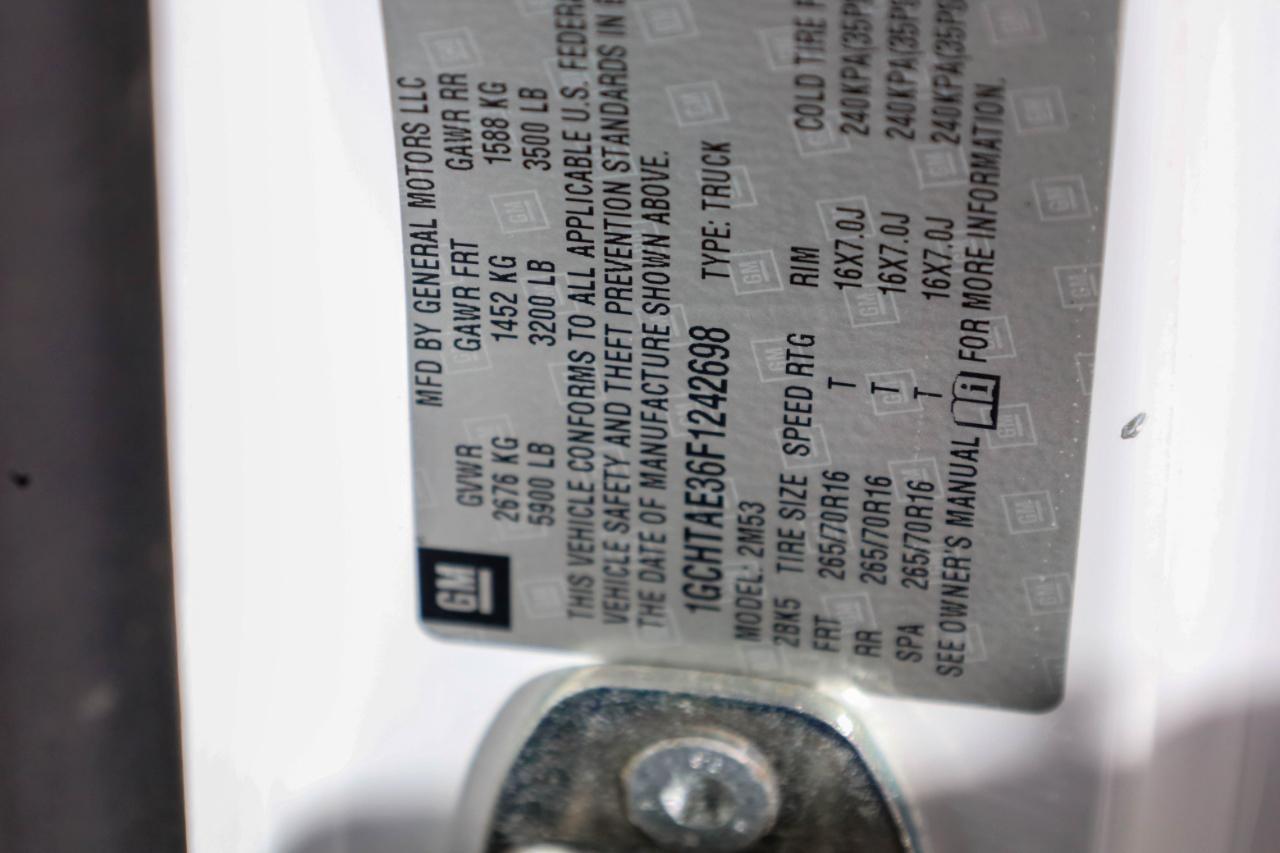 GM
MFD BY GENERAL MOTORS LLC
GVWR GAWR FRT GAWR RR
2676 KG 1452 KG 1588 KG
5900 LB 3200 LB 3500 LB
THIS VEHICLE CONFORMS TO ALL APPLICABLE U.S. FEDERA
VEHICLE SAFETY AND THEFT PREVENTION STANDARDS IN E
THE DATE OF MANUFACTURE SHOWN ABOVE.
1GCHTAE36F1242698 TYPE: TRUCK
MODEL: 2M53
2BK5 TIRE SIZE SPEED RTG RIM COLD TIRE P
FRT 265/70R16 T 16X7.0J 240KPA(35PS
RR 265/70R16 T 16X7.0J 240KPA(35PS
SPA 265/70R16 T 16X7.0J 240KPA(35PS
SEE OWNER'S MANUAL i FOR MORE INFORMATION.